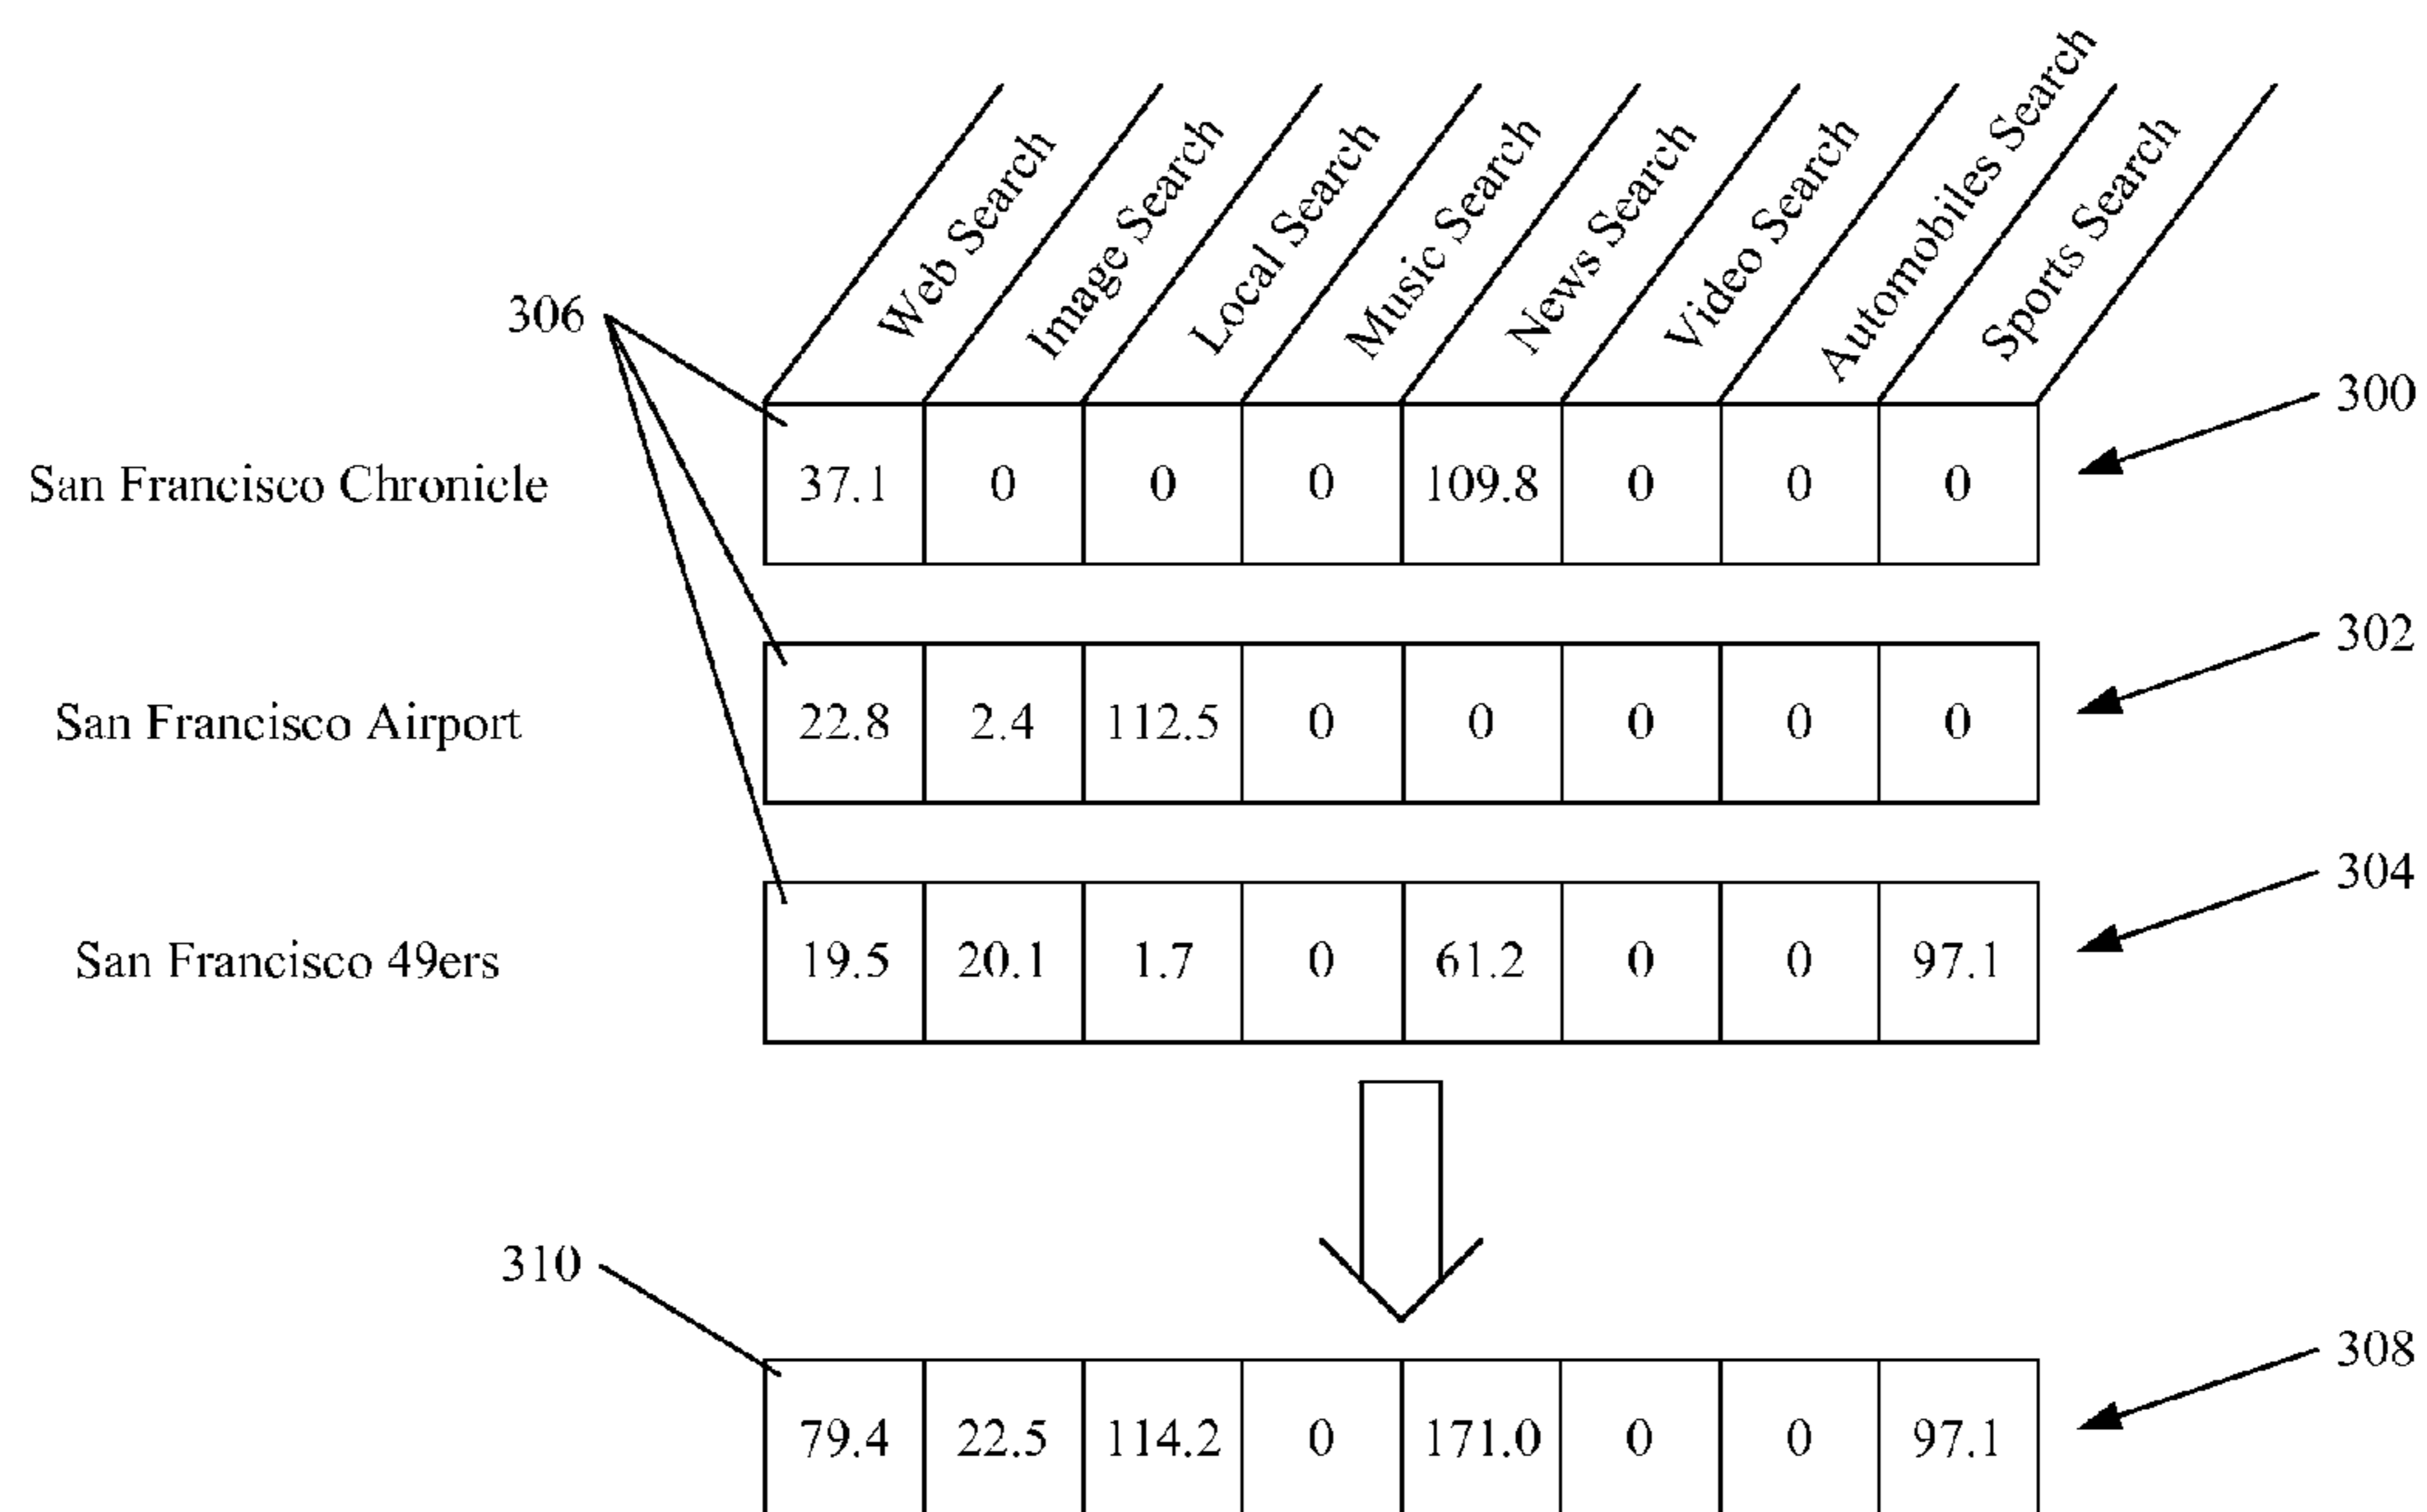 Web Search
Image Search
Local Search
Music Search
News Search
Video Search
Automobiles Search
Sports Search
306
300
San Francisco Chronicle 37.1 0 0 0 109.8 0 0 0
302
San Francisco Airport 22.8 2.4 112.5 0 0 0 0 0
304
San Francisco 49ers 19.5 20.1 1.7 0 61.2 0 0 97.1
310
308
79.4 22.5 114.2 0 171.0 0 0 97.1